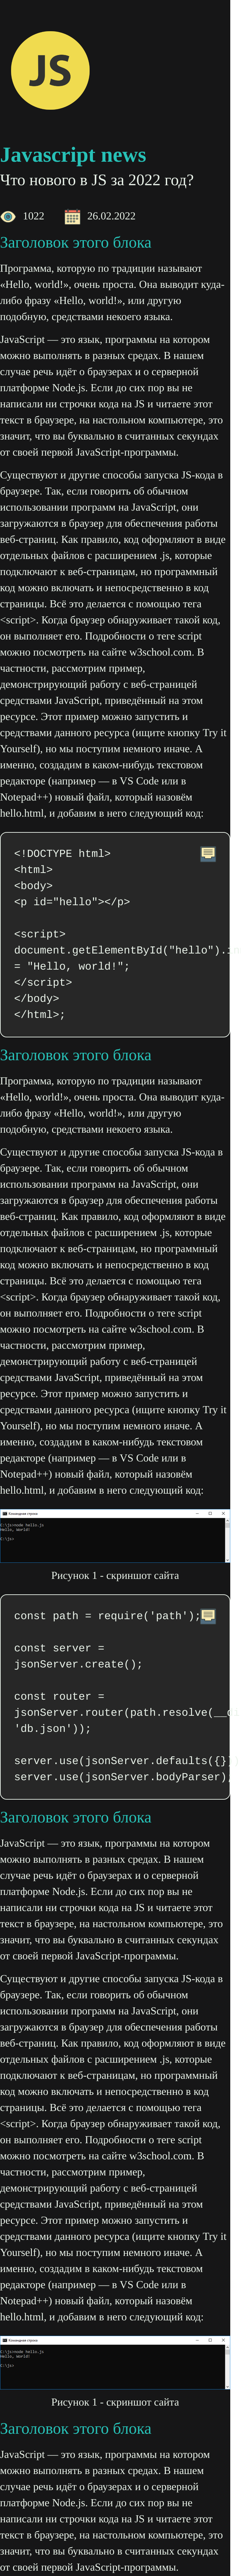 JS
Javascript news
Что нового в JS за 2022 год?
1022 26.02.2022
Заголовок этого блока
Программа, которую по традиции называют
«Hello, world!», очень проста. Она выводит куда-
либо фразу «Hello, world!», или другую
подобную, средствами некоего языка.
JavaScript — это язык, программы на котором
можно выполнять в разных средах. В нашем
случае речь идёт о браузерах и о серверной
платформе Node.js. Если до сих пор вы не
написали ни строчки кода на JS и читаете этот
текст в браузере, на настольном компьютере, это
значит, что вы буквально в считанных секундах
от своей первой JavaScript-программы.
Существуют и другие способы запуска JS-кода в
браузере. Так, если говорить об обычном
использовании программ на JavaScript, они
загружаются в браузер для обеспечения работы
веб-страниц. Как правило, код оформляют в виде
отдельных файлов с расширением .js, которые
подключают к веб-страницам, но программный
код можно включать и непосредственно в код
страницы. Всё это делается с помощью тега
<script>. Когда браузер обнаруживает такой код,
он выполняет его. Подробности о теге script
можно посмотреть на сайте w3school.com. В
частности, рассмотрим пример,
демонстрирующий работу с веб-страницей
средствами JavaScript, приведённый на этом
ресурсе. Этот пример можно запустить и
средствами данного ресурса (ищите кнопку Try it
Yourself), но мы поступим немного иначе. А
именно, создадим в каком-нибудь текстовом
редакторе (например — в VS Code или в
Notepad++) новый файл, который назовём
hello.html, и добавим в него следующий код:
<!DOCTYPE html>
<html>
<body>
<p id="hello"></p>
<script>
document.getElementById("hello").i
= "Hello, world!";
</script>
</body>
</html>;
Заголовок этого блока
Программа, которую по традиции называют
«Hello, world!», очень проста. Она выводит куда-
либо фразу «Hello, world!», или другую
подобную, средствами некоего языка.
Существуют и другие способы запуска JS-кода в
браузере. Так, если говорить об обычном
использовании программ на JavaScript, они
загружаются в браузер для обеспечения работы
веб-страниц. Как правило, код оформляют в виде
отдельных файлов с расширением .js, которые
подключают к веб-страницам, но программный
код можно включать и непосредственно в код
страницы. Всё это делается с помощью тега
<script>. Когда браузер обнаруживает такой код,
он выполняет его. Подробности о теге script
можно посмотреть на сайте w3school.com. В
частности, рассмотрим пример,
демонстрирующий работу с веб-страницей
средствами JavaScript, приведённый на этом
ресурсе. Этот пример можно запустить и
средствами данного ресурса (ищите кнопку Try it
Yourself), но мы поступим немного иначе. А
именно, создадим в каком-нибудь текстовом
редакторе (например — в VS Code или в
Notepad++) новый файл, который назовём
hello.html, и добавим в него следующий код:
Командная строка
C:\js>node hello.js
Hello, World!
C:\js>
Рисунок 1 - скриншот сайта
const path = require('path');
const server =
jsonServer.create();
const router =
jsonServer.router(path.resolve(__d
'db.json'));
server.use(jsonServer.defaults({})
server.use(jsonServer.bodyParser);
Заголовок этого блока
JavaScript — это язык, программы на котором
можно выполнять в разных средах. В нашем
случае речь идёт о браузерах и о серверной
платформе Node.js. Если до сих пор вы не
написали ни строчки кода на JS и читаете этот
текст в браузере, на настольном компьютере, это
значит, что вы буквально в считанных секундах
от своей первой JavaScript-программы.
Существуют и другие способы запуска JS-кода в
браузере. Так, если говорить об обычном
использовании программ на JavaScript, они
загружаются в браузер для обеспечения работы
веб-страниц. Как правило, код оформляют в виде
отдельных файлов с расширением .js, которые
подключают к веб-страницам, но программный
код можно включать и непосредственно в код
страницы. Всё это делается с помощью тега
<script>. Когда браузер обнаруживает такой код,
он выполняет его. Подробности о теге script
можно посмотреть на сайте w3school.com. В
частности, рассмотрим пример,
демонстрирующий работу с веб-страницей
средствами JavaScript, приведённый на этом
ресурсе. Этот пример можно запустить и
средствами данного ресурса (ищите кнопку Try it
Yourself), но мы поступим немного иначе. А
именно, создадим в каком-нибудь текстовом
редакторе (например — в VS Code или в
Notepad++) новый файл, который назовём
hello.html, и добавим в него следующий код:
Командная строка
C:\js>node hello.js
Hello, World!
C:\js>
Рисунок 1 - скриншот сайта
Заголовок этого блока
JavaScript — это язык, программы на котором
можно выполнять в разных средах. В нашем
случае речь идёт о браузерах и о серверной
платформе Node.js. Если до сих пор вы не
написали ни строчки кода на JS и читаете этот
текст в браузере, на настольном компьютере, это
значит, что вы буквально в считанных секундах
от своей первой JavaScript-программы.